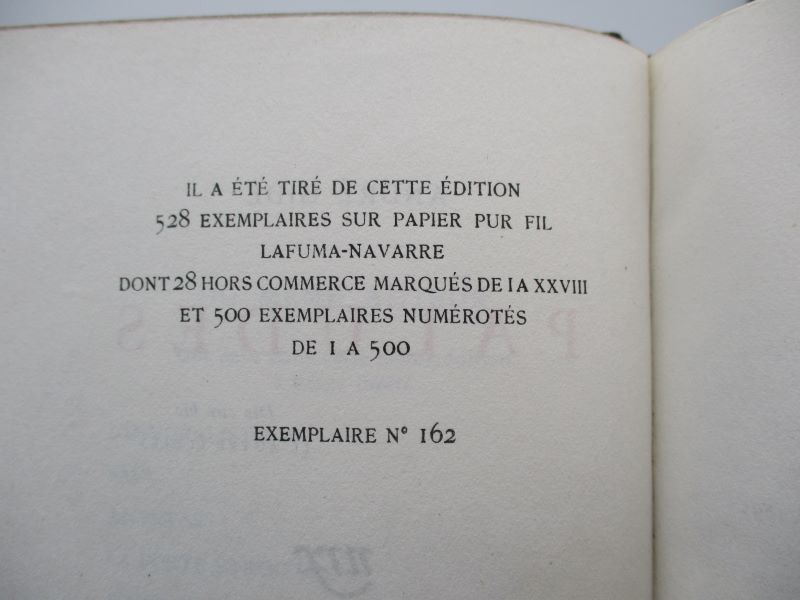 IL A ÉTÉ TIRÉ DE CETTE ÉDITION
528 EXEMPLAIRES SUR PAPIER PUR FIL
LAFUMA-NAVARRE
DONT 28 HORS COMMERCE MARQUÉS DE I A XXVIII
ET 500 EXEMPLAIRES NUMÉROTÉS
DE I A 500
EXEMPLAIRE N° 162